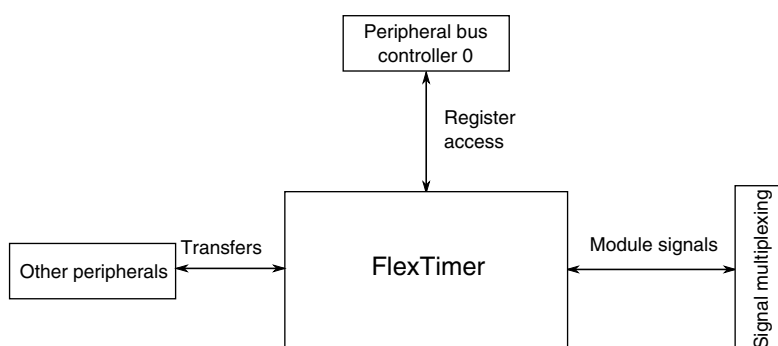 Peripheral bus
controller 0
Register
access
Transfers
Other peripherals
FlexTimer
Module signals
Signal multiplexing